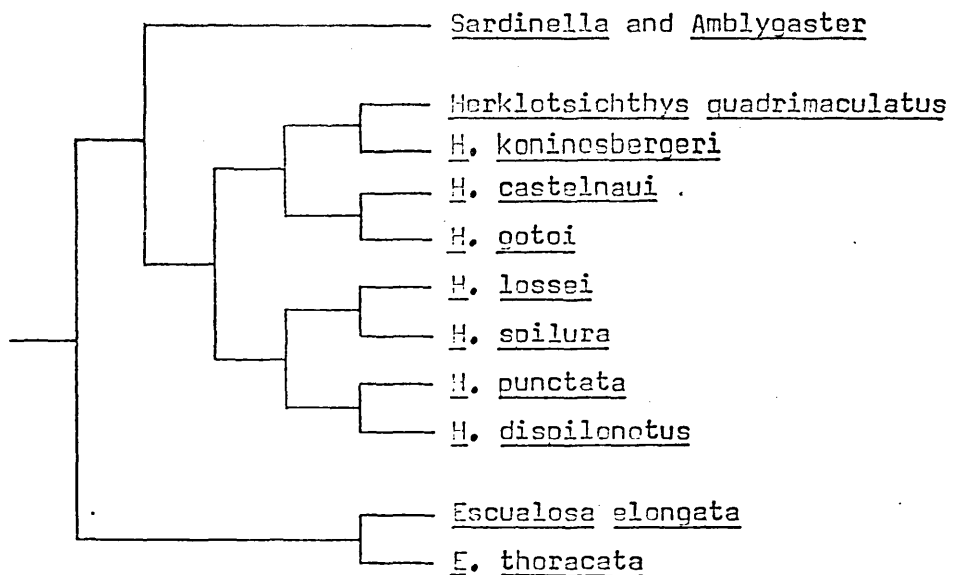 Sardinella and Amblygaster
Herklotsichthys quadrimaculatus
H. koningsbergeri
H. castelnaui
H. gotoi
H. lossei
H. spilura
H. punctata
H. dispilonotus
Escualosa elongata
E. thoracata